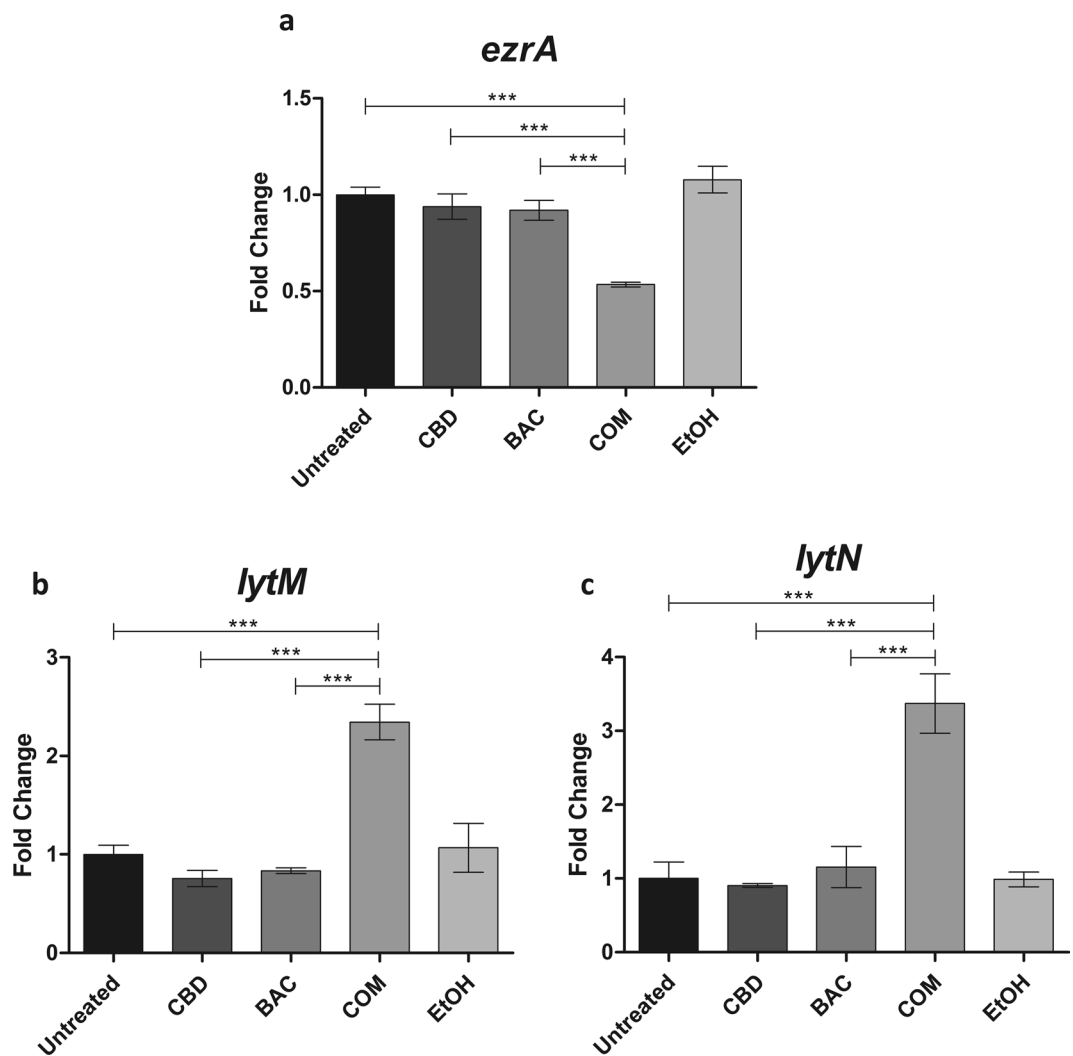 a
ezrA
***
***
***
1.5
1.0
0.5
0.0
Fold Change
Untreated
CBD
BAC
COM
EtOH
b
lytM
***
***
***
3
2
1
0
Fold Change
Untreated
CBD
BAC
COM
EtOH
c
lytN
***
***
***
4
3
2
1
0
Fold Change
Untreated
CBD
BAC
COM
EtOH